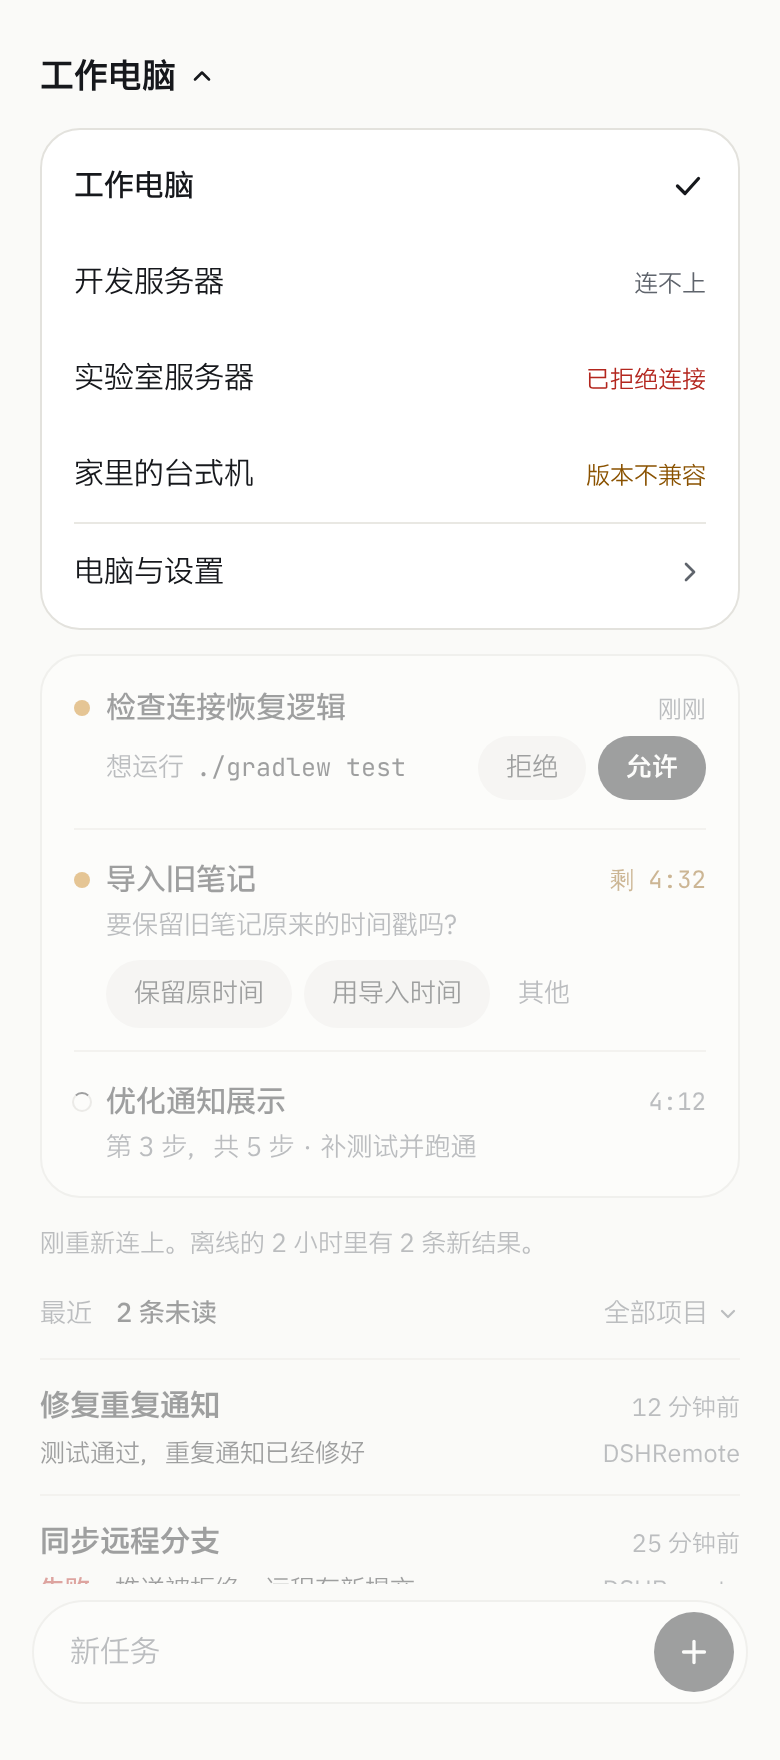 工作电脑
工作电脑
开发服务器 连不上
实验室服务器 已拒绝连接
家里的台式机 版本不兼容
电脑与设置
检查连接恢复逻辑 刚刚
想运行 ./gradlew test 拒绝 允许
导入旧笔记 剩 4:32
要保留旧笔记原来的时间戳吗?
保留原时间 用导入时间 其他
优化通知展示 4:12
第 3 步，共 5 步 · 补测试并跑通
刚重新连上。离线的 2 小时里有 2 条新结果。
最近 2 条未读 全部项目
修复重复通知 12 分钟前
测试通过，重复通知已经修好 DSHRemote
同步远程分支 25 分钟前
新任务